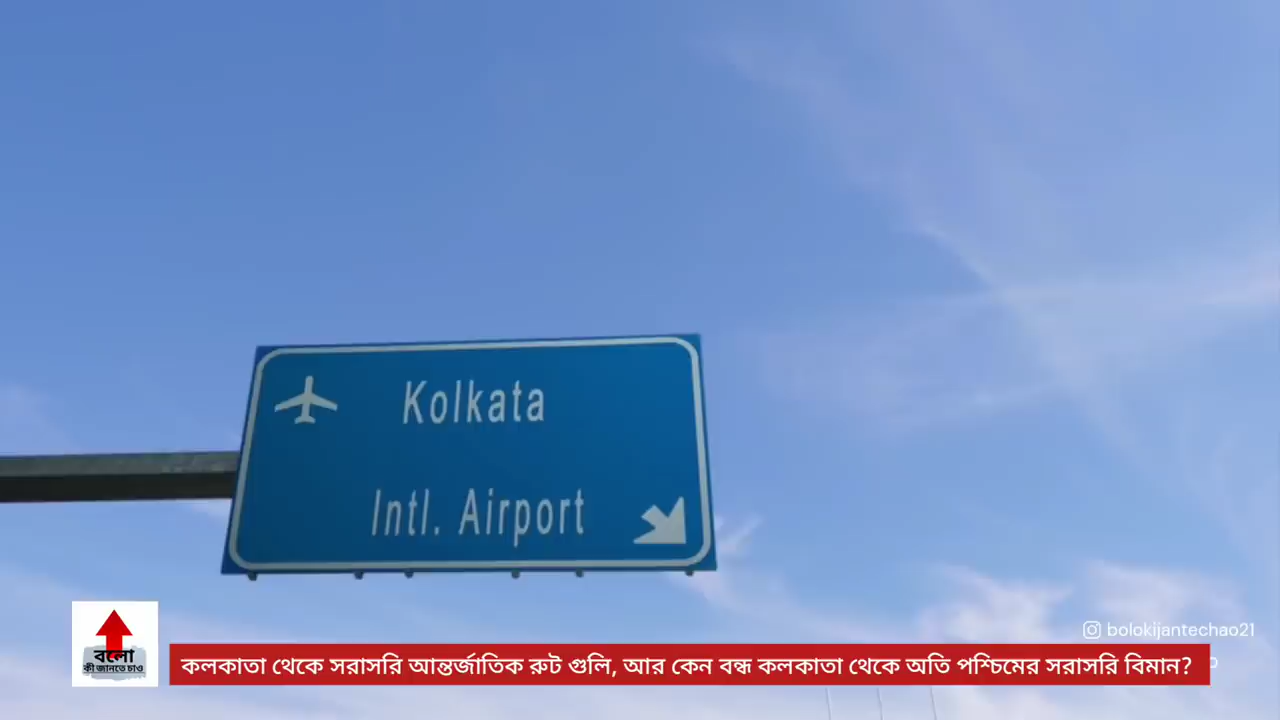 Kolkata
Intl. Airport
bolokijantechao21
বলো
কী জানতে চাও
কলকাতা থেকে সরাসরি আন্তর্জাতিক রুট গুলি, আর কেন বন্ধ কলকাতা থেকে অতি পশ্চিমের সরাসরি বিমান?